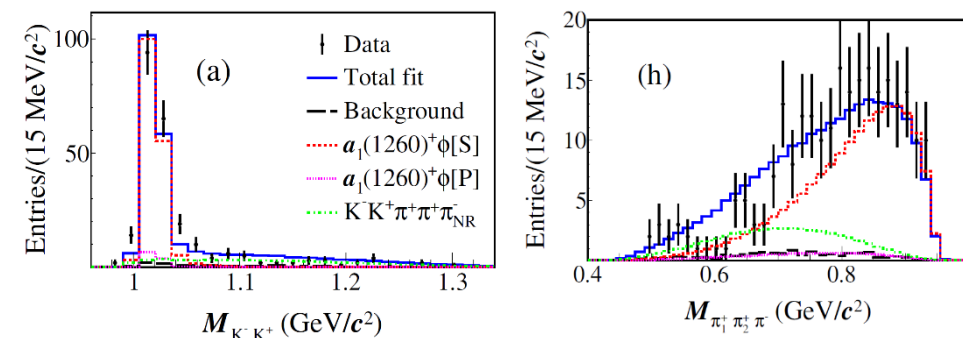 Entries/(15 MeV/c²)
100
50
(a)
Data
Total fit
Background
a₁(1260)⁺ϕ[S]
a₁(1260)⁺ϕ[P]
K⁻K⁺π⁺π⁺π⁻NR
1 1.1 1.2 1.3
M K⁻K⁺ (GeV/c²)
Entries/(15 MeV/c²)
20
15
10
5
0
(h)
0.4 0.6 0.8
M π₁⁺π₂⁺π⁻ (GeV/c²)